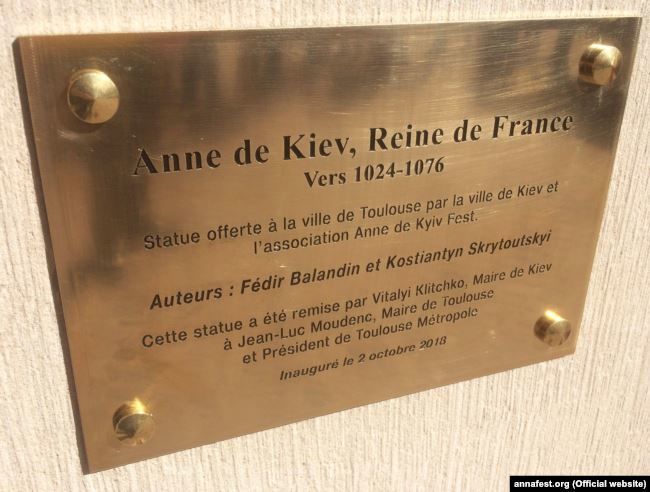 Anne de Kiev, Reine de France
Vers 1024-1076
Statue offerte à la ville de Toulouse par la ville de Kiev et
l'association Anne de Kyiv Fest.
Auteurs : Fédir Balandin et Kostiantyn Skrytoutskyi
Cette statue a été remise par Vitalyi Klitchko, Maire de Kiev
à Jean-Luc Moudenc, Maire de Toulouse
et Président de Toulouse Métropole
Inauguré le 2 octobre 2018
annafest.org (Official website)